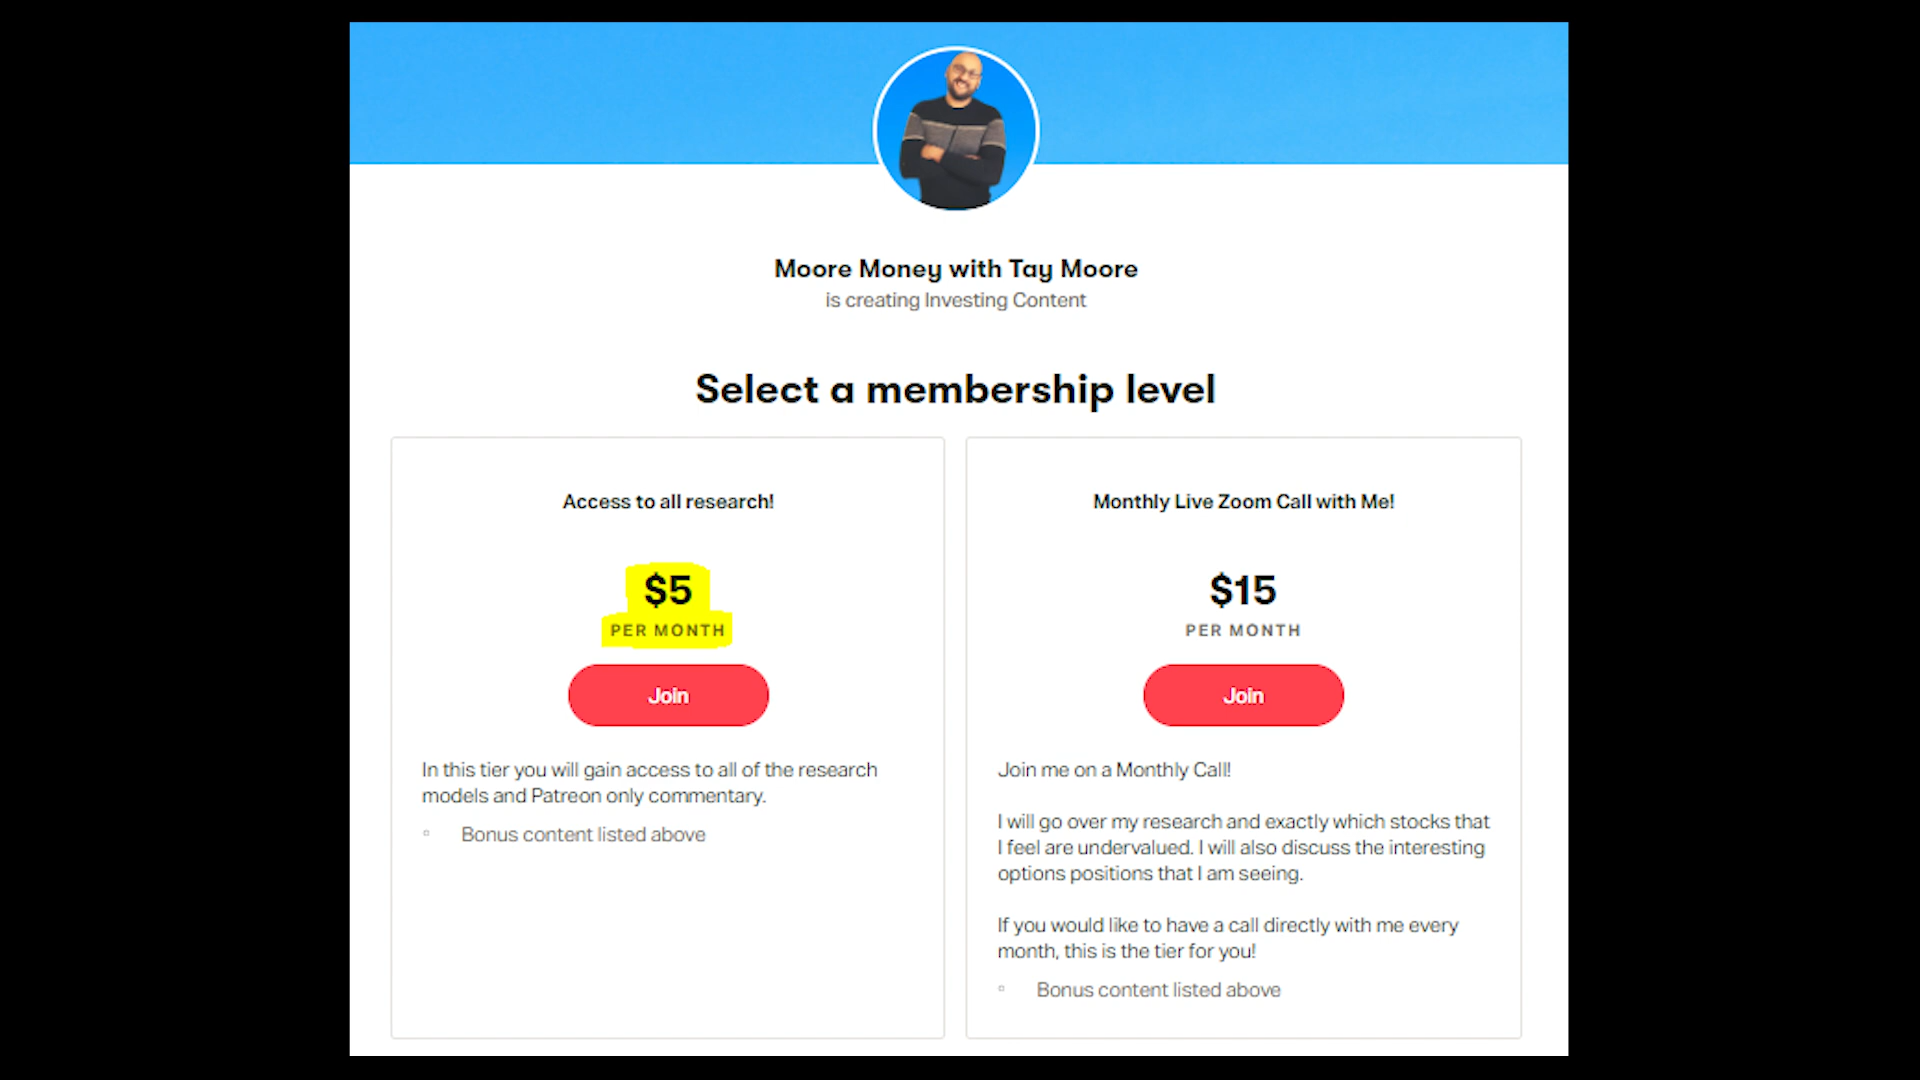 Moore Money with Tay Moore
is creating Investing Content
Select a membership level
Access to all research!
$5
PER MONTH
Join
In this tier you will gain access to all of the research
models and Patreon only commentary.
Bonus content listed above
Monthly Live Zoom Call with Me!
$15
PER MONTH
Join
Join me on a Monthly Call!
I will go over my research and exactly which stocks that
I feel are undervalued. I will also discuss the interesting
options positions that I am seeing.
If you would like to have a call directly with me every
month, this is the tier for you!
Bonus content listed above